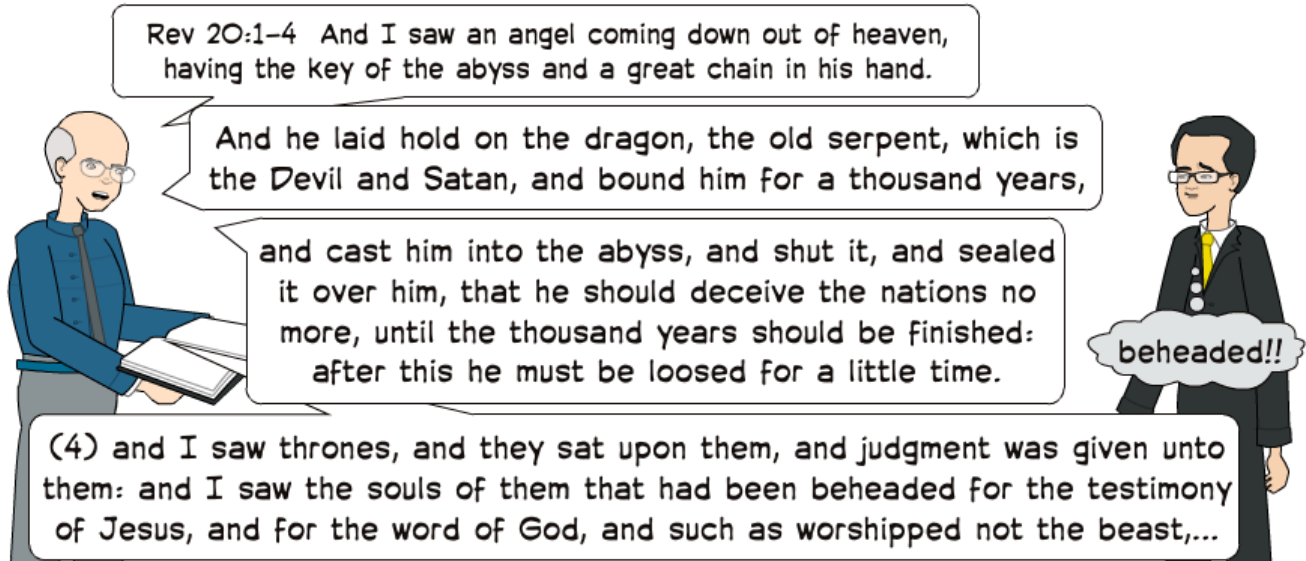 Rev 20:1-4 And I saw an angel coming down out of heaven,
having the key of the abyss and a great chain in his hand.
And he laid hold on the dragon, the old serpent, which is
the Devil and Satan, and bound him for a thousand years,
and cast him into the abyss, and shut it, and sealed
it over him, that he should deceive the nations no
more, until the thousand years should be finished:
after this he must be loosed for a little time.
beheaded!!
(4) and I saw thrones, and they sat upon them, and judgment was given unto
them: and I saw the souls of them that had been beheaded for the testimony
of Jesus, and for the word of God, and such as worshipped not the beast,...